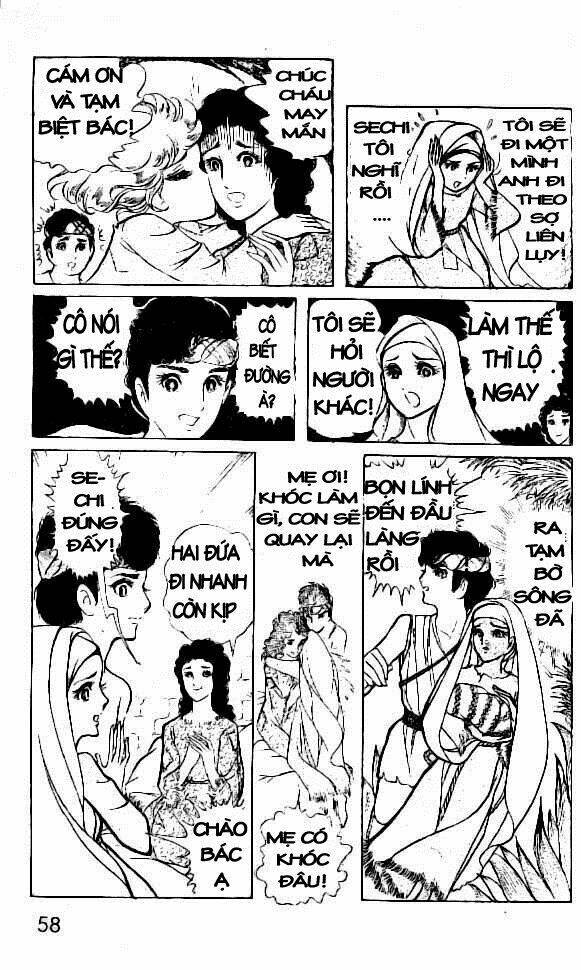 CÁM ƠN
VÀ TẠM
BIỆT BÁC!
CHÚC
CHÁU
MAY
MẮN
SECHI
TÔI
NGHĨ
RỒI
....
TÔI SẼ
ĐI MỘT
MÌNH
ANH ĐI
THEO
SỢ
LIÊN
LỤY!
CÔ NÓI
GÌ THẾ?
CÔ
BIẾT
ĐƯỜNG
À?
TÔI SẼ
HỎI
NGƯỜI
KHÁC!
LÀM THẾ
THÌ LỘ
NGAY
SE-
CHI
ĐÚNG
ĐẤY!
HAI ĐỨA
ĐI NHANH
CÒN KỊP
CHÀO
BÁC
Ạ
MẸ ƠI!
KHÓC LÀM
GÌ, CON SẼ
QUAY LẠI
MÀ
MẸ CÓ
KHÓC
ĐÂU!
BỌN LÍNH
ĐẾN ĐẦU
LÀNG
RỒI
RA
TẠM
BỜ
SÔNG
ĐÃ
58